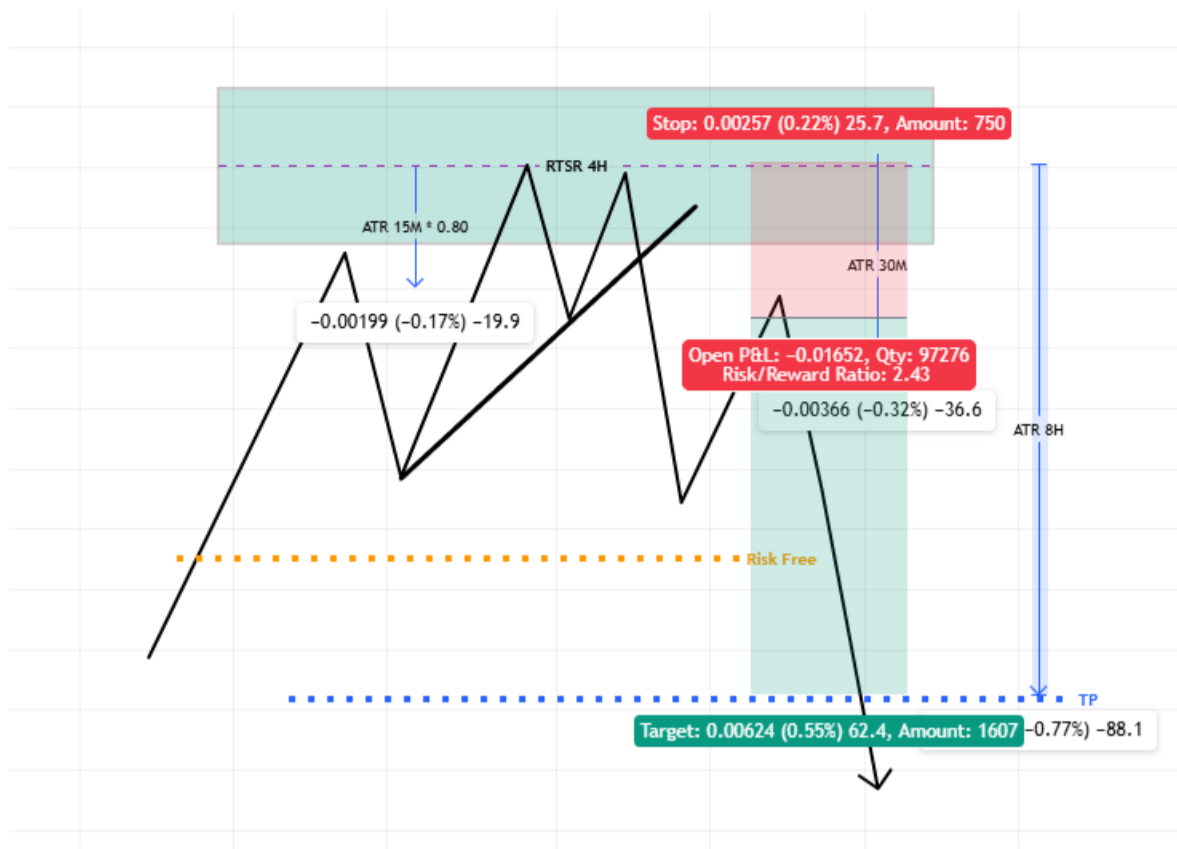 Stop: 0.00257 (0.22%) 25.7, Amount: 750
RTSR 4H
ATR 15M * 0.80
ATR 30M
−0.00199 (−0.17%) −19.9
Open P&L: −0.01652, Qty: 97276
Risk/Reward Ratio: 2.43
−0.00366 (−0.32%) −36.6
ATR 8H
Risk Free
TP
Target: 0.00624 (0.55%) 62.4, Amount: 1607
−0.77%) −88.1